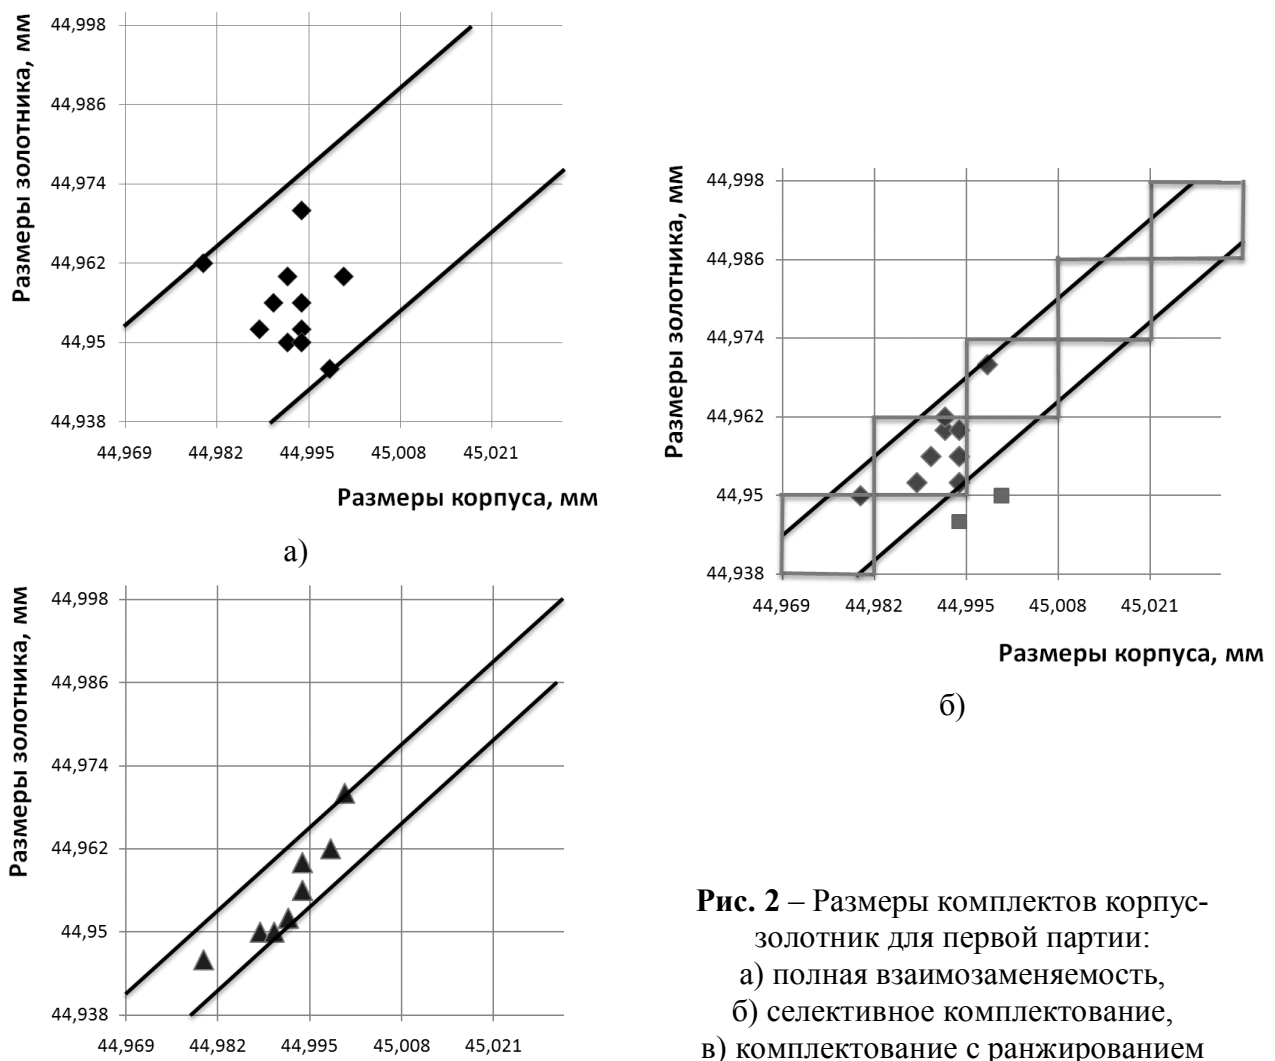 Размеры золотника, мм
44,998
44,986
44,974
44,962
44,95
44,938
44,969 44,982 44,995 45,008 45,021
Размеры корпуса, мм
а)
Размеры золотника, мм
44,998
44,986
44,974
44,962
44,95
44,938
44,969 44,982 44,995 45,008 45,021
Размеры корпуса, мм
б)
Размеры золотника, мм
44,998
44,986
44,974
44,962
44,95
44,938
44,969 44,982 44,995 45,008 45,021
Рис. 2 – Размеры комплектов корпус-
золотник для первой партии:
а) полная взаимозаменяемость,
б) селективное комплектование,
в) комплектование с ранжированием